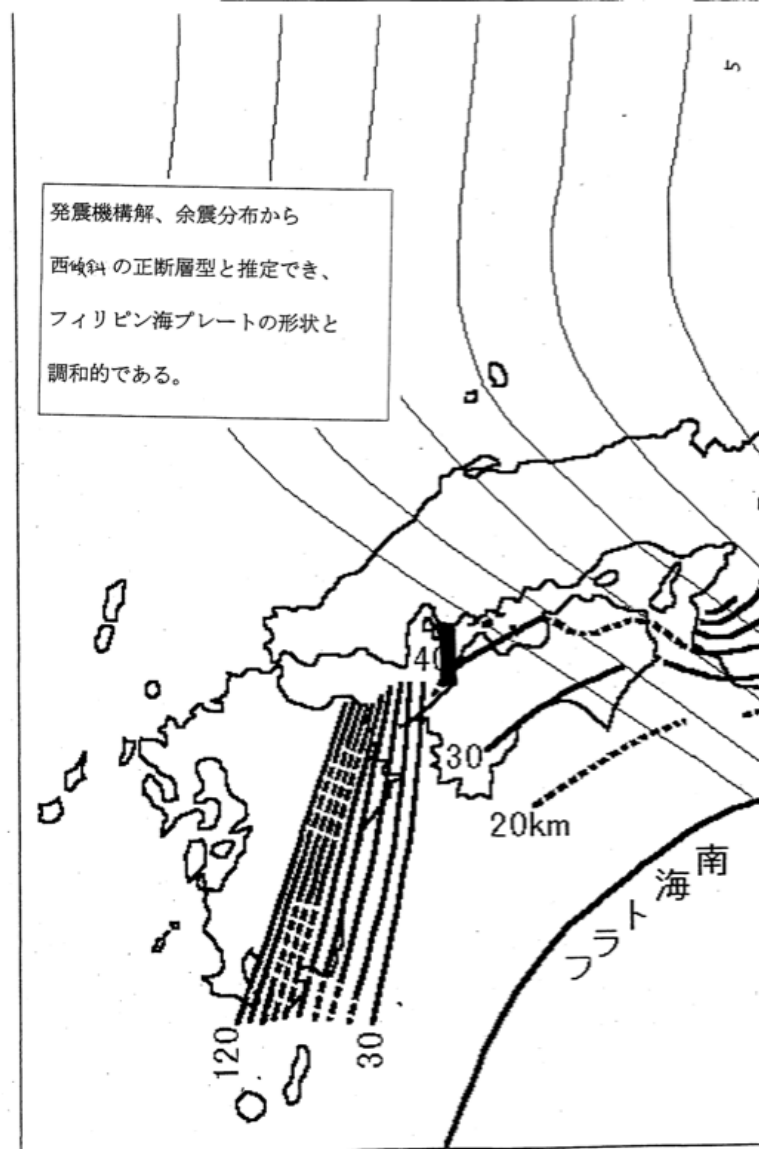 5
発震機構解、余震分布から
西傾斜の正断層型と推定でき、
フィリピン海プレートの形状と
調和的である。
40
30
20km
南海トラフ
120
30